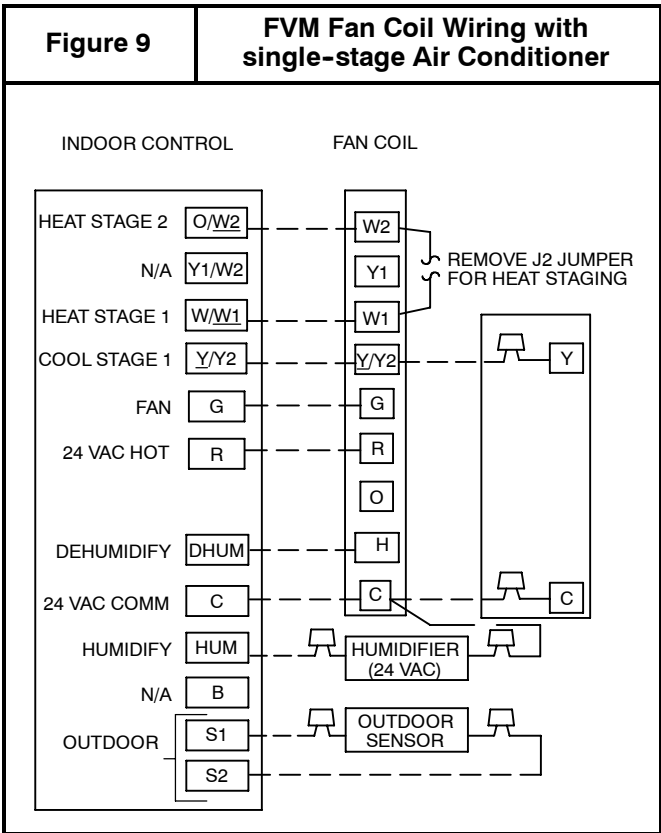 Figure 9
FVM Fan Coil Wiring with
single-stage Air Conditioner
INDOOR CONTROL
FAN COIL
HEAT STAGE 2 O/W2 W2
N/A Y1/W2 Y1
REMOVE J2 JUMPER
FOR HEAT STAGING
HEAT STAGE 1 W/W1 W1
COOL STAGE 1 Y/Y2 Y/Y2 Y
FAN G G
24 VAC HOT R R
O
DEHUMIDIFY DHUM H
24 VAC COMM C C C
HUMIDIFY HUM HUMIDIFIER
(24 VAC)
N/A B
OUTDOOR S1 OUTDOOR
SENSOR
S2